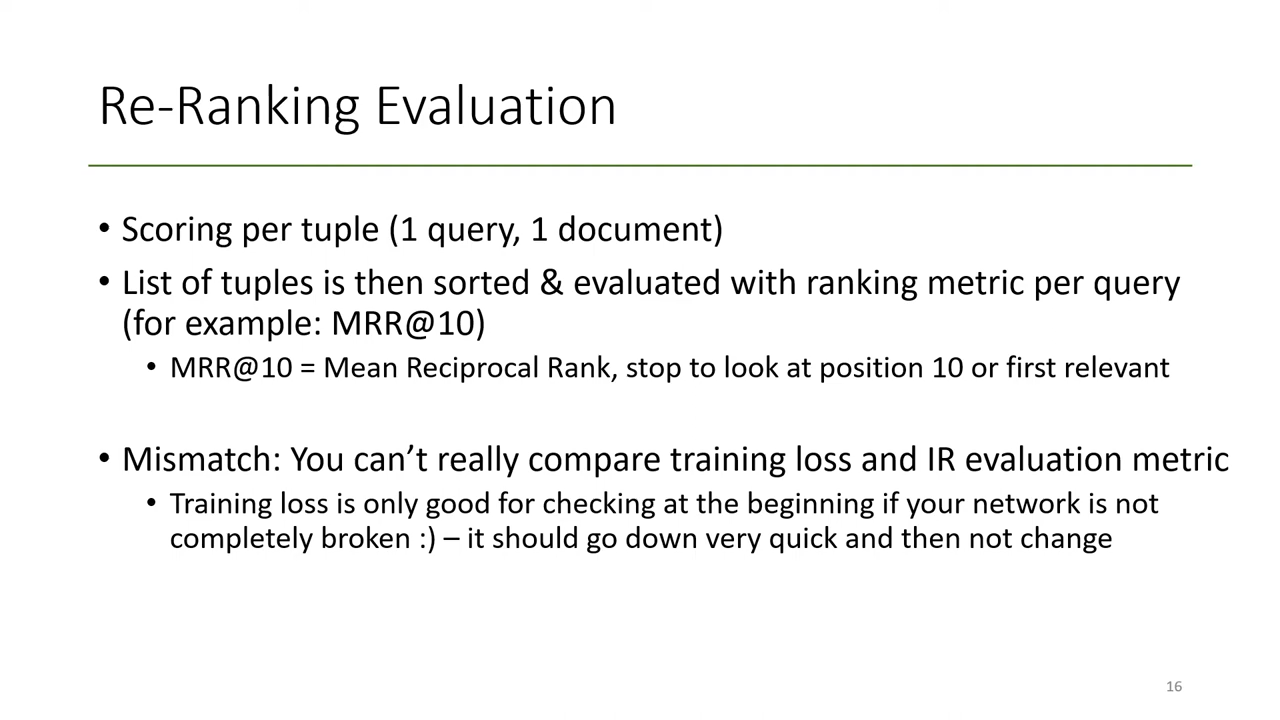 Re-Ranking Evaluation
• Scoring per tuple (1 query, 1 document)
• List of tuples is then sorted & evaluated with ranking metric per query
(for example: MRR@10)
• MRR@10 = Mean Reciprocal Rank, stop to look at position 10 or first relevant
• Mismatch: You can’t really compare training loss and IR evaluation metric
• Training loss is only good for checking at the beginning if your network is not
completely broken :) – it should go down very quick and then not change
16